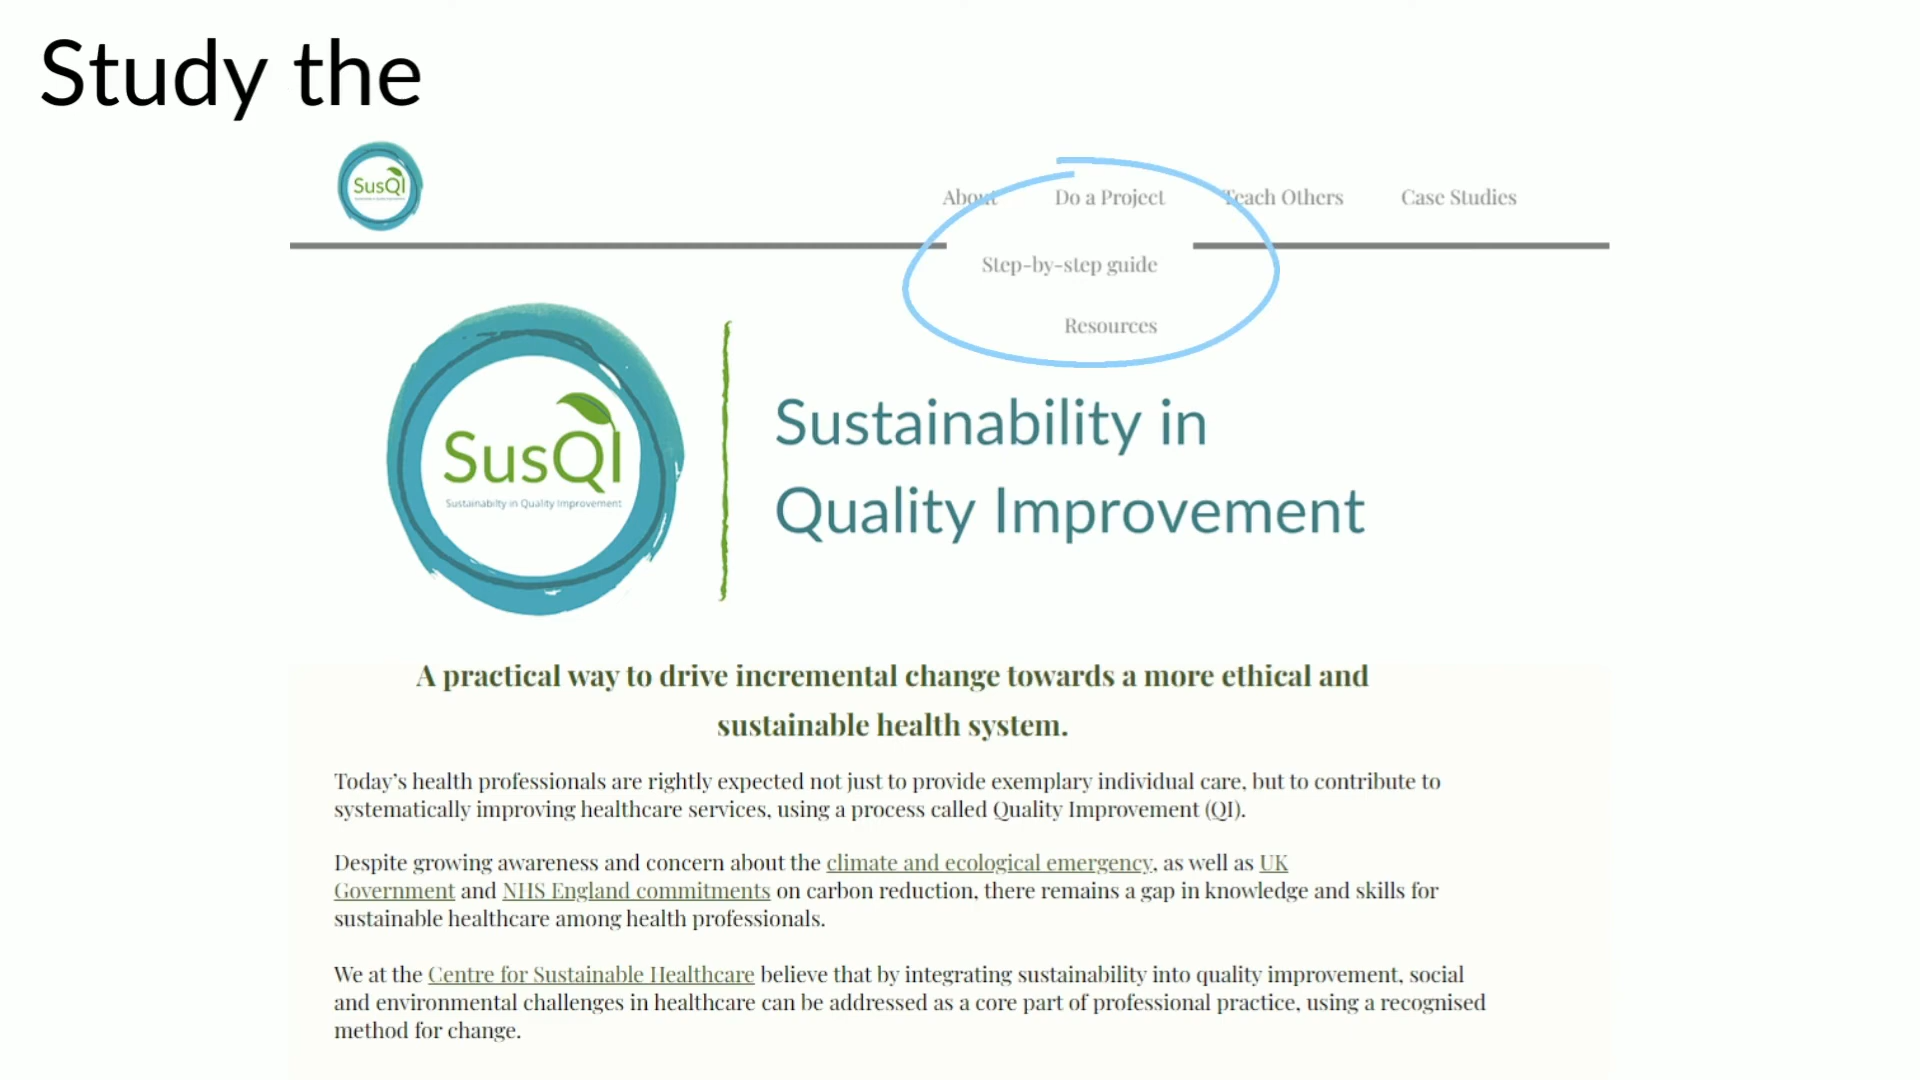 Study the
SusQI
About Do a Project Teach Others Case Studies
Step-by-step guide
Resources
SusQI
Sustainabilty in Quality Improvement
Sustainability in
Quality Improvement
A practical way to drive incremental change towards a more ethical and
sustainable health system.
Today’s health professionals are rightly expected not just to provide exemplary individual care, but to contribute to
systematically improving healthcare services, using a process called Quality Improvement (QI).
Despite growing awareness and concern about the climate and ecological emergency, as well as UK
Government and NHS England commitments on carbon reduction, there remains a gap in knowledge and skills for
sustainable healthcare among health professionals.
We at the Centre for Sustainable Healthcare believe that by integrating sustainability into quality improvement, social
and environmental challenges in healthcare can be addressed as a core part of professional practice, using a recognised
method for change.